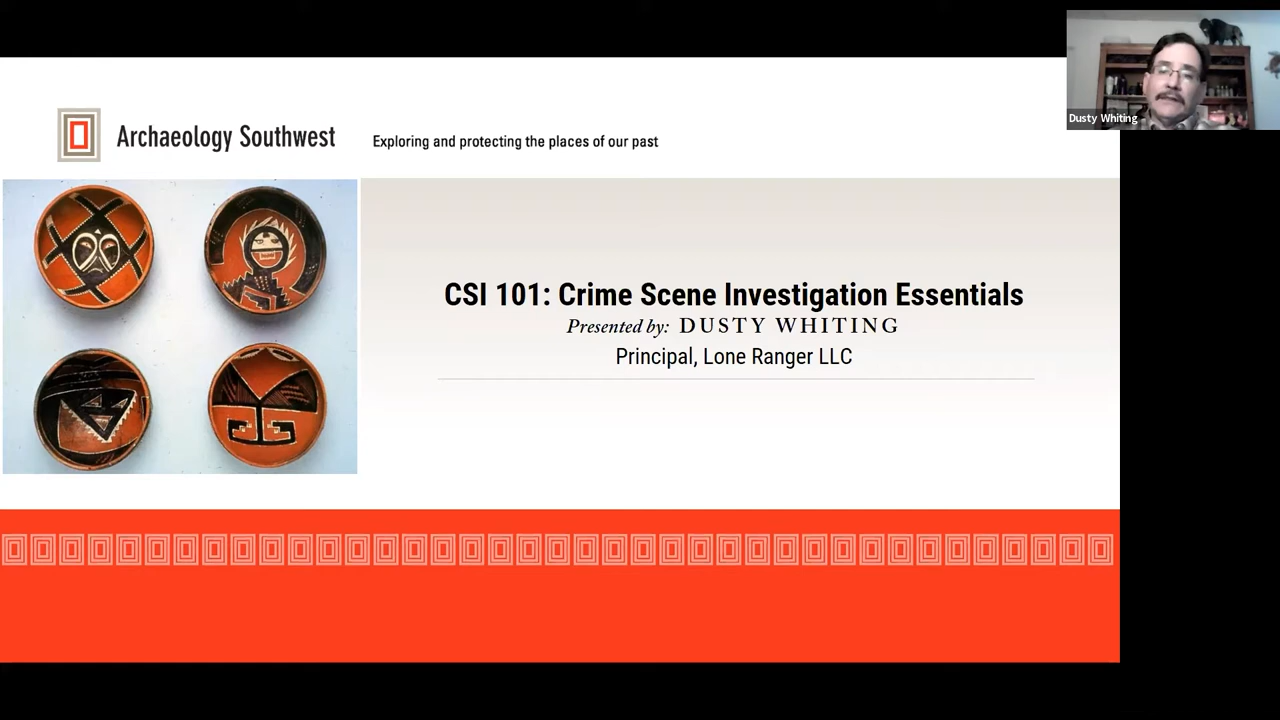 Dusty Whiting
Archaeology Southwest
Exploring and protecting the places of our past
CSI 101: Crime Scene Investigation Essentials
Presented by: DUSTY WHITING
Principal, Lone Ranger LLC